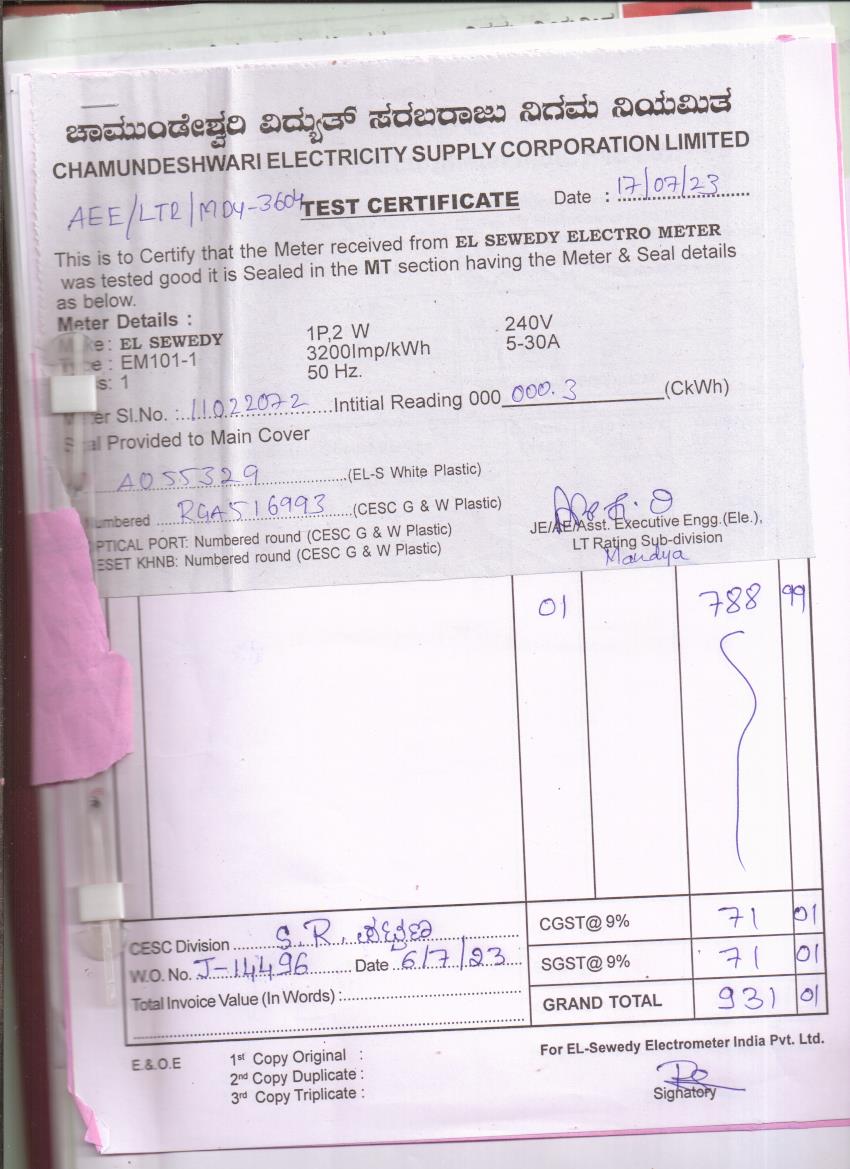 ಚಾಮುಂಡೇಶ್ವರಿ ವಿದ್ಯುತ್ ಸರಬರಾಜು ನಿಗಮ ನಿಯಮಿತ
CHAMUNDESHWARI ELECTRICITY SUPPLY CORPORATION LIMITED
AEE/LTR/MDY-3604 TEST CERTIFICATE Date : 17/07/23
This is to Certify that the Meter received from EL SEWEDY ELECTRO METER
was tested good it is Sealed in the MT section having the Meter & Seal details
as below.
Meter Details :
: EL SEWEDY 1P,2 W 240V
: EM101-1 3200Imp/kWh 5-30A
s: 1 50 Hz.
er Sl.No. : 11022072 Intitial Reading 000 000.3 (CkWh)
al Provided to Main Cover
A055329 (EL-S White Plastic)
umbered RGA516993 (CESC G & W Plastic)
PTICAL PORT: Numbered round (CESC G & W Plastic)
ESET KHNB: Numbered round (CESC G & W Plastic)
JE/AE/Asst. Executive Engg.(Ele.),
LT Rating Sub-division
Mandya
01 788 99
CGST@ 9% 71 01
SGST@ 9% 71 01
GRAND TOTAL 931 01
CESC Division S.R.
W.O. No. J-14496 Date 6/7/23
Total Invoice Value (In Words) :
E.&.O.E
1st Copy Original :
2nd Copy Duplicate :
3rd Copy Triplicate :
For EL-Sewedy Electrometer India Pvt. Ltd.
Signatory